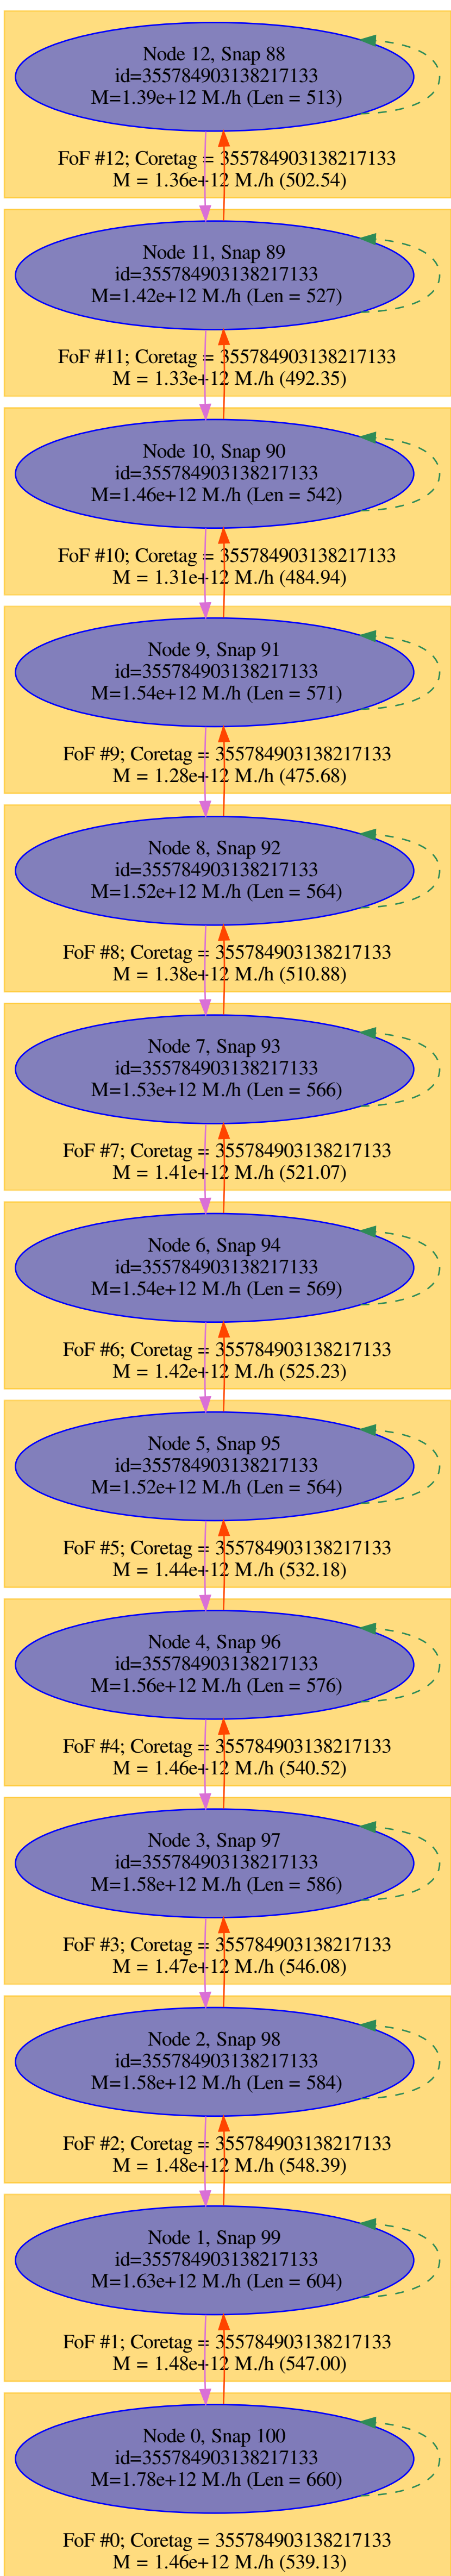 Node 12, Snap 88
id=355784903138217133
M=1.39e+12 M./h (Len = 513)
FoF #12; Coretag = 355784903138217133
M = 1.36e+12 M./h (502.54)
Node 11, Snap 89
id=355784903138217133
M=1.42e+12 M./h (Len = 527)
FoF #11; Coretag = 355784903138217133
M = 1.33e+12 M./h (492.35)
Node 10, Snap 90
id=355784903138217133
M=1.46e+12 M./h (Len = 542)
FoF #10; Coretag = 355784903138217133
M = 1.31e+12 M./h (484.94)
Node 9, Snap 91
id=355784903138217133
M=1.54e+12 M./h (Len = 571)
FoF #9; Coretag = 355784903138217133
M = 1.28e+12 M./h (475.68)
Node 8, Snap 92
id=355784903138217133
M=1.52e+12 M./h (Len = 564)
FoF #8; Coretag = 355784903138217133
M = 1.38e+12 M./h (510.88)
Node 7, Snap 93
id=355784903138217133
M=1.53e+12 M./h (Len = 566)
FoF #7; Coretag = 355784903138217133
M = 1.41e+12 M./h (521.07)
Node 6, Snap 94
id=355784903138217133
M=1.54e+12 M./h (Len = 569)
FoF #6; Coretag = 355784903138217133
M = 1.42e+12 M./h (525.23)
Node 5, Snap 95
id=355784903138217133
M=1.52e+12 M./h (Len = 564)
FoF #5; Coretag = 355784903138217133
M = 1.44e+12 M./h (532.18)
Node 4, Snap 96
id=355784903138217133
M=1.56e+12 M./h (Len = 576)
FoF #4; Coretag = 355784903138217133
M = 1.46e+12 M./h (540.52)
Node 3, Snap 97
id=355784903138217133
M=1.58e+12 M./h (Len = 586)
FoF #3; Coretag = 355784903138217133
M = 1.47e+12 M./h (546.08)
Node 2, Snap 98
id=355784903138217133
M=1.58e+12 M./h (Len = 584)
FoF #2; Coretag = 355784903138217133
M = 1.48e+12 M./h (548.39)
Node 1, Snap 99
id=355784903138217133
M=1.63e+12 M./h (Len = 604)
FoF #1; Coretag = 355784903138217133
M = 1.48e+12 M./h (547.00)
Node 0, Snap 100
id=355784903138217133
M=1.78e+12 M./h (Len = 660)
FoF #0; Coretag = 355784903138217133
M = 1.46e+12 M./h (539.13)